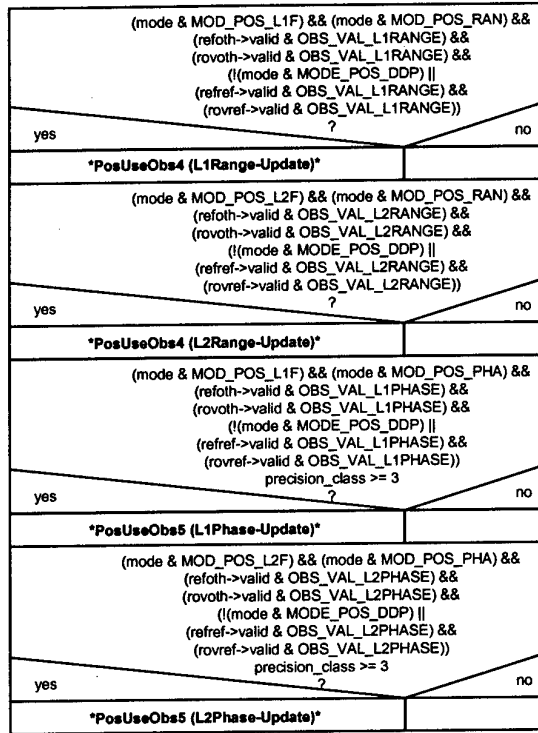 (mode & MOD_POS_L1F) && (mode & MOD_POS_RAN) &&
(refoth->valid & OBS_VAL_L1RANGE) &&
(rovoth->valid & OBS_VAL_L1RANGE) &&
(!(mode & MODE_POS_DDP) ||
(refref->valid & OBS_VAL_L1RANGE) &&
(rovref->valid & OBS_VAL_L1RANGE))
?
yes
no
*PosUseObs4 (L1Range-Update)*
(mode & MOD_POS_L2F) && (mode & MOD_POS_RAN) &&
(refoth->valid & OBS_VAL_L2RANGE) &&
(rovoth->valid & OBS_VAL_L2RANGE) &&
(!(mode & MODE_POS_DDP) ||
(refref->valid & OBS_VAL_L2RANGE) &&
(rovref->valid & OBS_VAL_L2RANGE))
?
yes
no
*PosUseObs4 (L2Range-Update)*
(mode & MOD_POS_L1F) && (mode & MOD_POS_PHA) &&
(refoth->valid & OBS_VAL_L1PHASE) &&
(rovoth->valid & OBS_VAL_L1PHASE) &&
(!(mode & MODE_POS_DDP) ||
(refref->valid & OBS_VAL_L1PHASE) &&
(rovref->valid & OBS_VAL_L1PHASE))
precision_class >= 3
?
yes
no
*PosUseObs5 (L1Phase-Update)*
(mode & MOD_POS_L2F) && (mode & MOD_POS_PHA) &&
(refoth->valid & OBS_VAL_L2PHASE) &&
(rovoth->valid & OBS_VAL_L2PHASE) &&
(!(mode & MODE_POS_DDP) ||
(refref->valid & OBS_VAL_L2PHASE) &&
(rovref->valid & OBS_VAL_L2PHASE))
precision_class >= 3
?
yes
no
*PosUseObs5 (L2Phase-Update)*